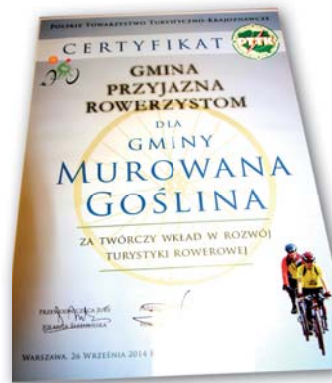 POLSKIE TOWARZYSTWO TURYSTYCZNO-KRAJOZNAWCZE
CERTYFIKAT
PTTK
GMINA
PRZYJAZNA
ROWERZYSTOM
DLA
GMINY
MUROWANA
GOŚLINA
ZA TWÓRCZY WKŁAD W ROZWÓJ
TURYSTYKI ROWEROWEJ
WARSZAWA, 26 WRZEŚNIA 2014